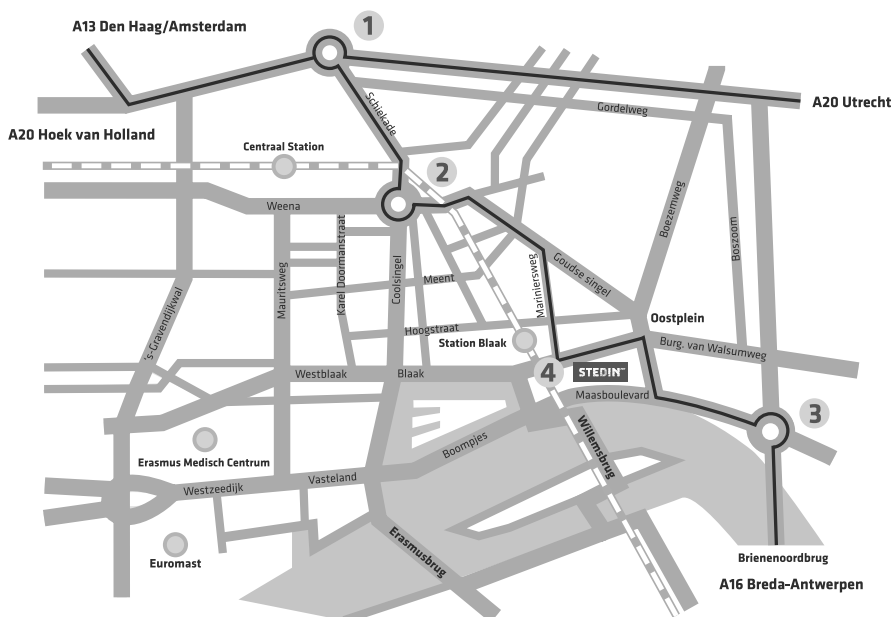 1
A13 Den Haag/Amsterdam
A20 Utrecht
Schiekade
Gordelweg
A20 Hoek van Holland
Centraal Station
2
Weena
Boezemweg
Boszoom
Karel Doormanstraat
Mauritsweg
Coolsingel
Meent
Mariniersweg
Goudse singel
's-Gravendijkwal
Hoogstraat
Oostplein
Station Blaak
Burg. van Walsumweg
Westblaak
Blaak
4
STEDIN
Maasboulevard
3
Boompjes
Willemsbrug
Erasmus Medisch Centrum
Vasteland
Westzeedijk
Erasmusbrug
Euromast
Brienenoordbrug
A16 Breda-Antwerpen